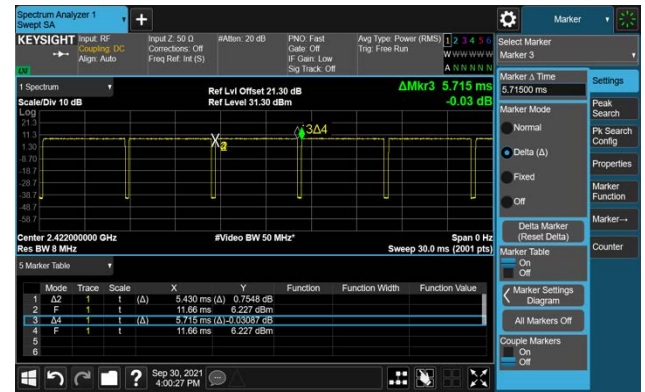 Spectrum Analyzer 1
Swept SA
Marker
KEYSIGHT
Input: RF
Coupling: DC
Align: Auto
Input Z: 50 Ω
Corrections: Off
Freq Ref: Int (S)
#Atten: 20 dB
PNO: Fast
Gate: Off
IF Gain: Low
Sig Track: Off
Avg Type: Power (RMS)
Trig: Free Run
1 2 3 4 5 6
W W W W W W
A N N N N N
Select Marker
Marker 3
LXI
1 Spectrum
Scale/Div 10 dB
Log
Ref Lvl Offset 21.30 dB
Ref Level 31.30 dBm
ΔMkr3 5.715 ms
-0.03 dB
21.3
11.3
1.30
-8.70
-18.7
-28.7
-38.7
-48.7
-58.7
3Δ4
Center 2.422000000 GHz
Res BW 8 MHz
#Video BW 50 MHz*
Span 0 Hz
Sweep 30.0 ms (2001 pts)
5 Marker Table
Mode Trace Scale X Y Function Function Width Function Value
1 Δ2 1 t (Δ) 5.430 ms (Δ) 0.7548 dB
2 F 1 t 11.66 ms 6.227 dBm
3 Δ4 1 t (Δ) 5.715 ms (Δ) -0.03087 dB
4 F 1 t 11.66 ms 6.227 dBm
5
6
Marker Δ Time
5.71500 ms
Marker Mode
Normal
Delta (Δ)
Fixed
Off
Delta Marker
(Reset Delta)
Marker Table
On
Off
Marker Settings
Diagram
All Markers Off
Couple Markers
On
Off
Settings
Peak
Search
Pk Search
Config
Properties
Marker
Function
Marker→
Counter
Sep 30, 2021
4:00:27 PM